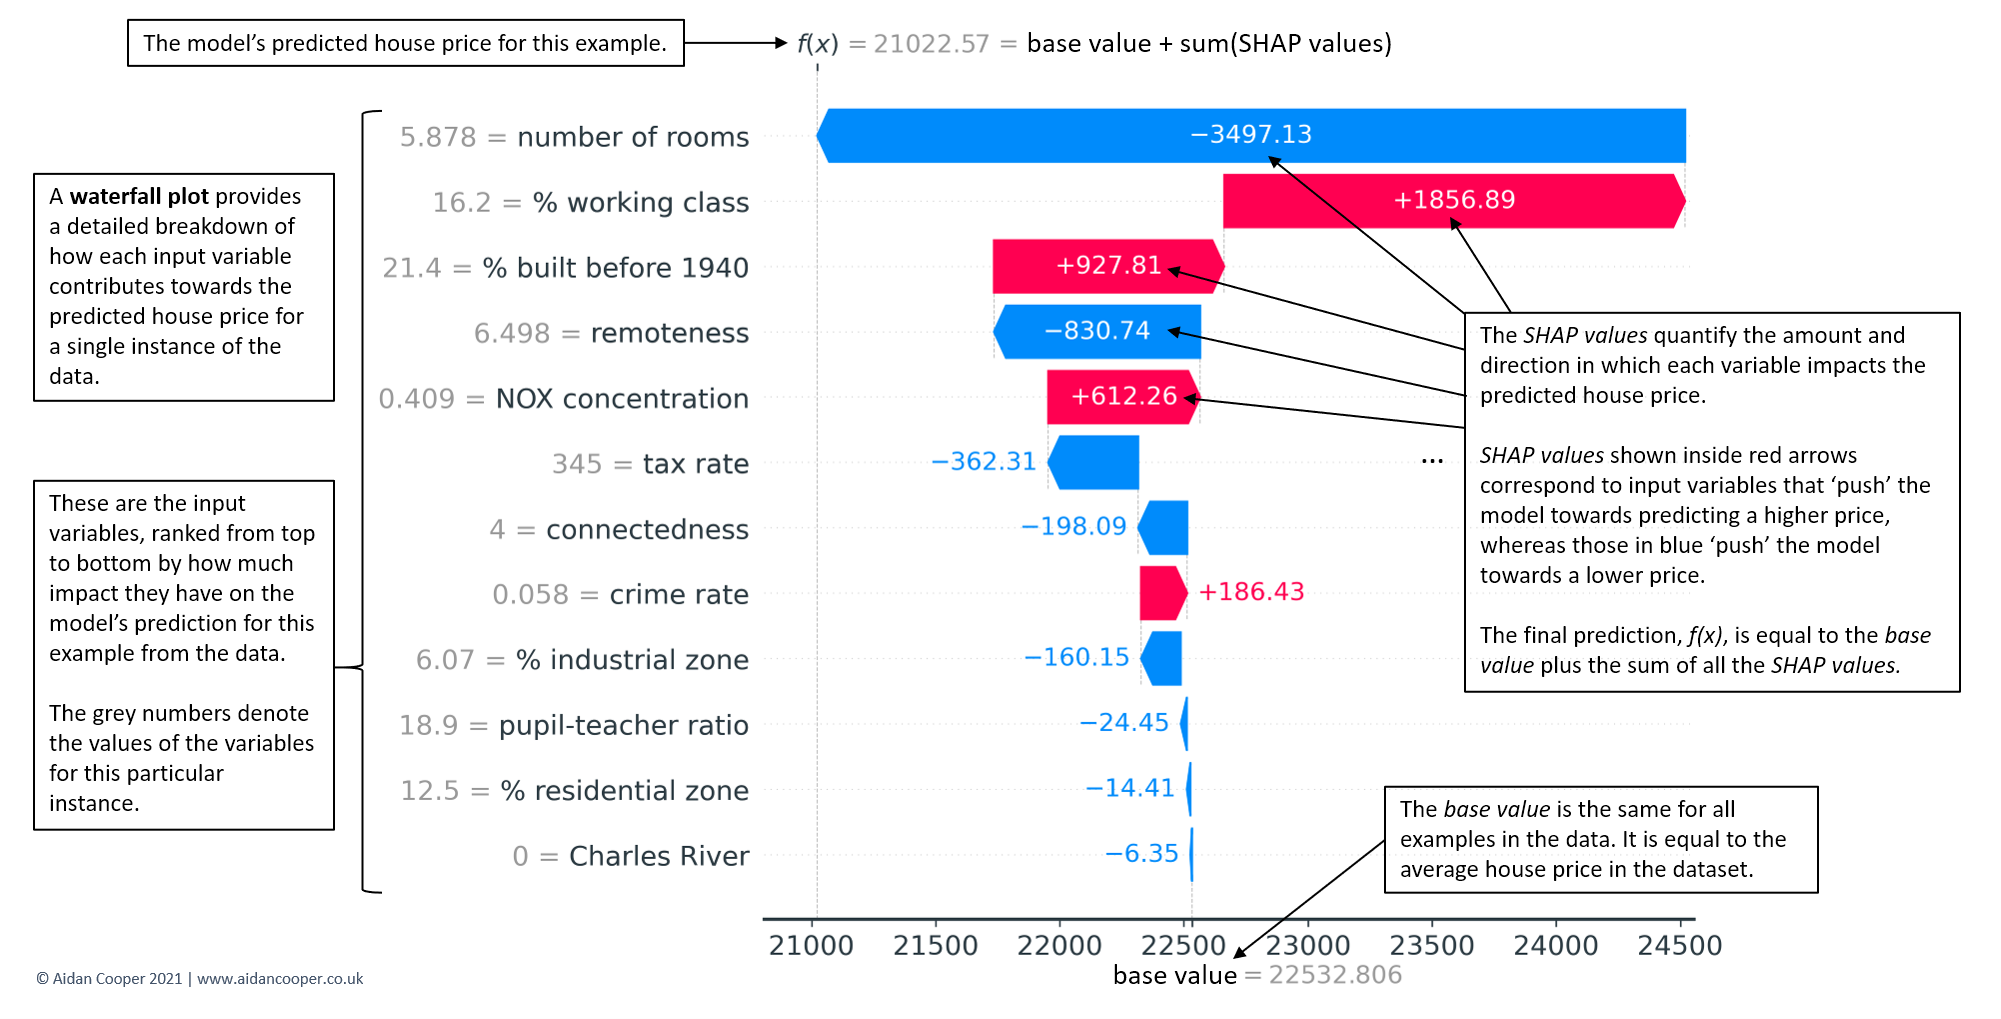 The model’s predicted house price for this example.
f(x) = 21022.57 = base value + sum(SHAP values)
A waterfall plot provides
a detailed breakdown of
how each input variable
contributes towards the
predicted house price for
a single instance of the
data.
These are the input
variables, ranked from top
to bottom by how much
impact they have on the
model’s prediction for this
example from the data.
The grey numbers denote
the values of the variables
for this particular
instance.
5.878 = number of rooms
−3497.13
16.2 = % working class
+1856.89
21.4 = % built before 1940
+927.81
6.498 = remoteness
−830.74
0.409 = NOX concentration
+612.26
345 = tax rate
−362.31
...
4 = connectedness
−198.09
0.058 = crime rate
+186.43
6.07 = % industrial zone
−160.15
18.9 = pupil-teacher ratio
−24.45
12.5 = % residential zone
−14.41
0 = Charles River
−6.35
The SHAP values quantify the amount and
direction in which each variable impacts the
predicted house price.
SHAP values shown inside red arrows
correspond to input variables that ‘push’ the
model towards predicting a higher price,
whereas those in blue ‘push’ the model
towards a lower price.
The final prediction, f(x), is equal to the base
value plus the sum of all the SHAP values.
The base value is the same for all
examples in the data. It is equal to the
average house price in the dataset.
21000 21500 22000 22500 23000 23500 24000 24500
base value = 22532.806
© Aidan Cooper 2021 | www.aidancooper.co.uk